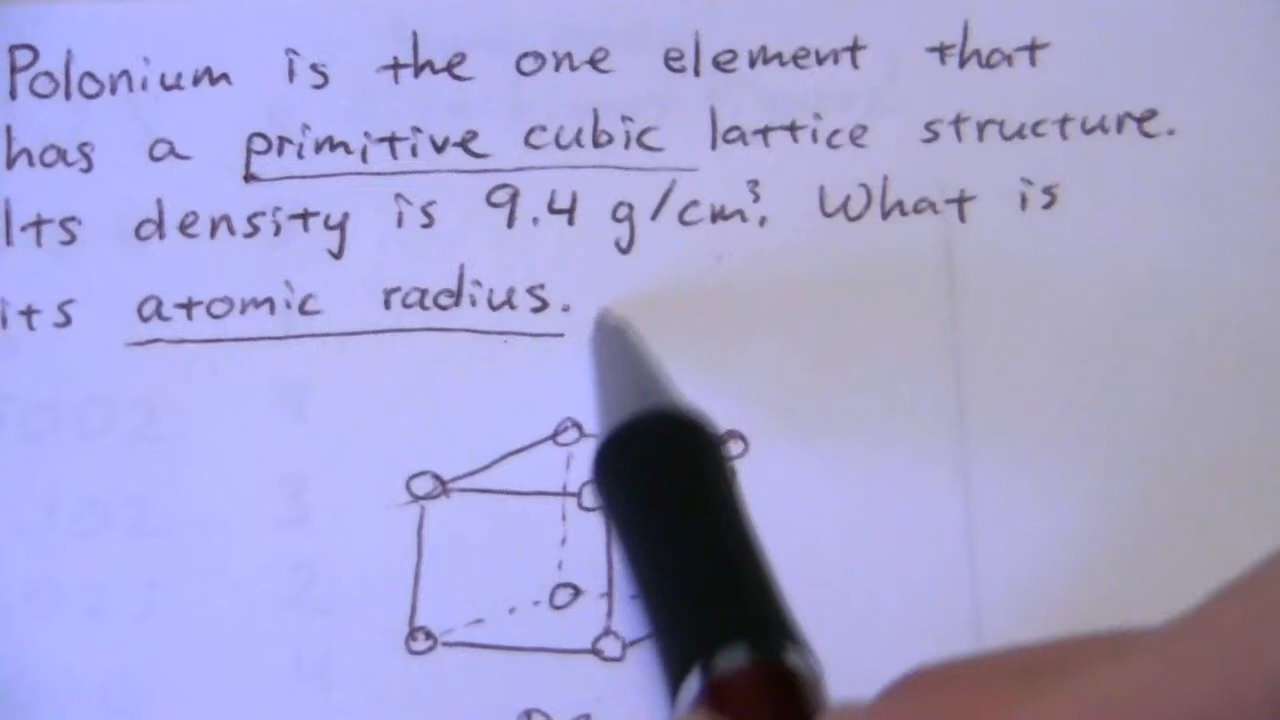 Polonium is the one element that
has a primitive cubic lattice structure.
Its density is 9.4 g/cm³. What is
its atomic radius.